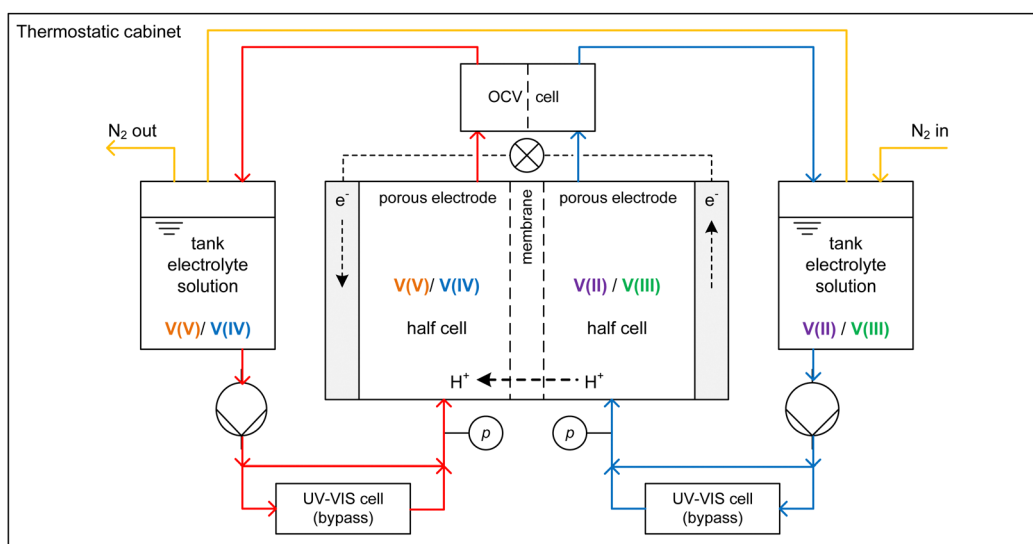 Thermostatic cabinet
OCV cell
N₂ out
N₂ in
e⁻
porous electrode
membrane
porous electrode
e⁻
tank
electrolyte
solution
V(V)/ V(IV)
V(V)/ V(IV)
half cell
V(II) / V(III)
half cell
tank
electrolyte
solution
V(II) / V(III)
H⁺
H⁺
p
p
UV-VIS cell
(bypass)
UV-VIS cell
(bypass)